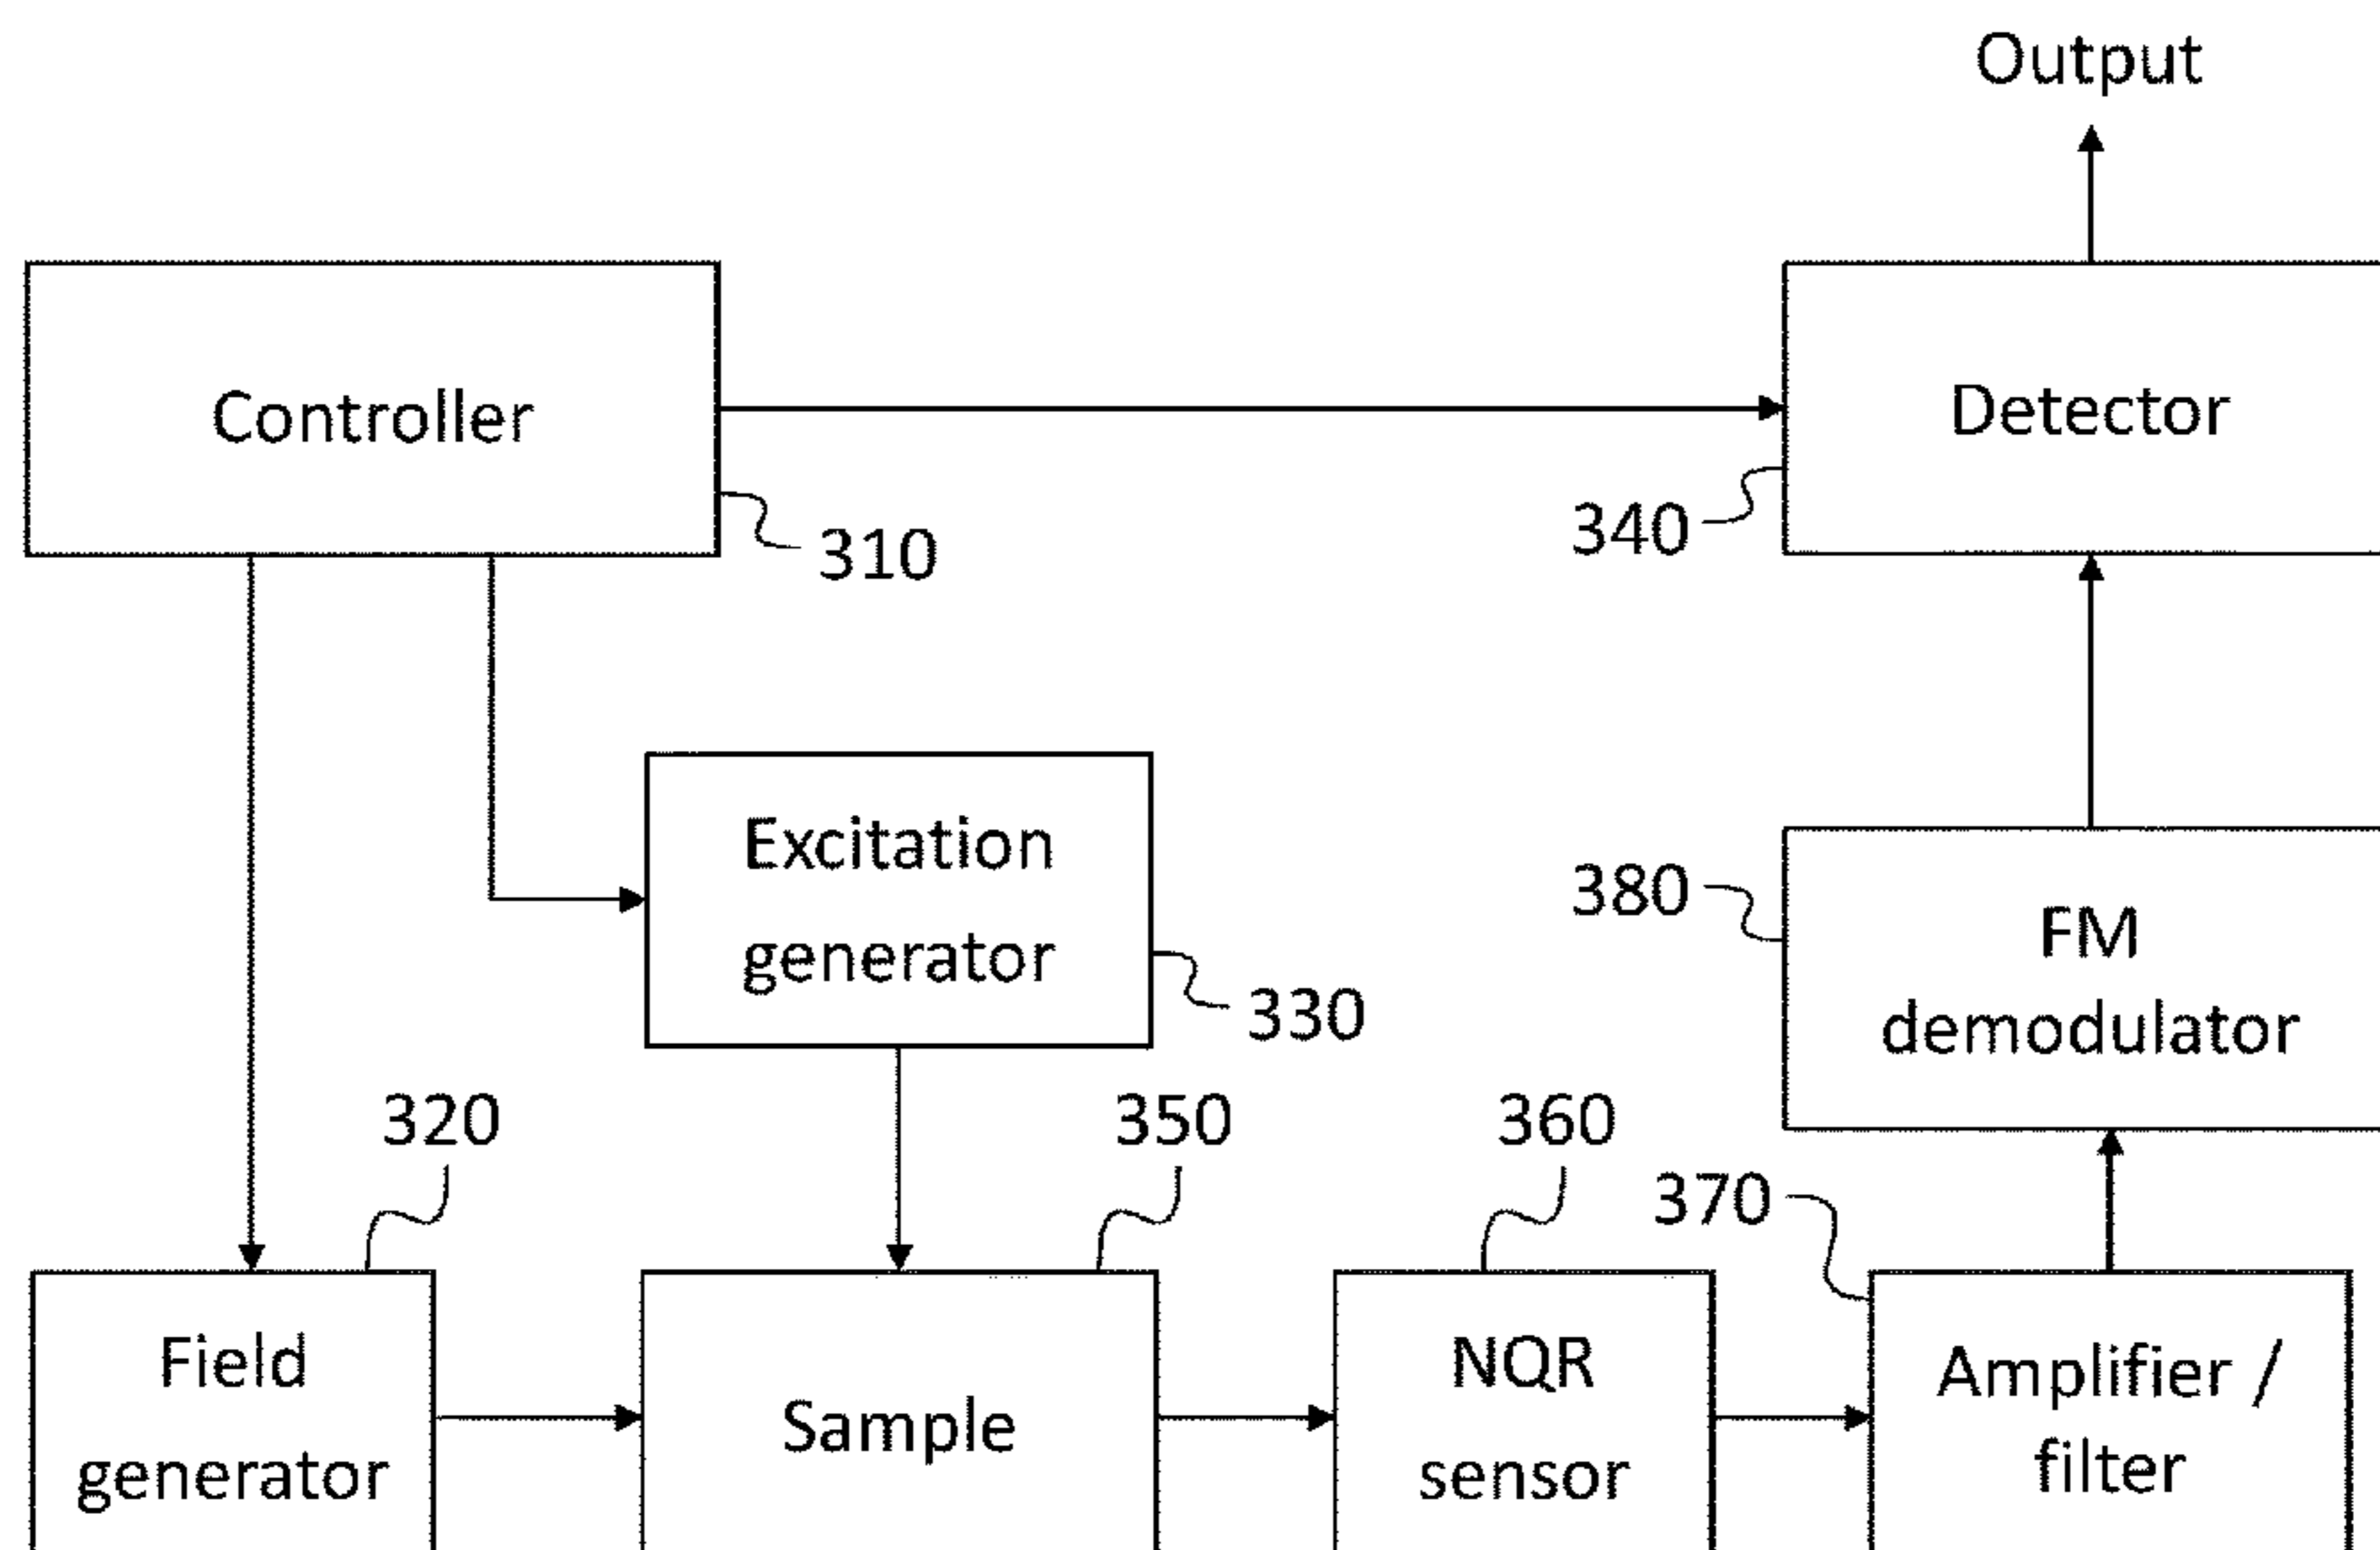 Output
Controller
Detector
310
340
Excitation
generator
330
380
FM
demodulator
320
350
360
370
Field
generator
Sample
NQR
sensor
Amplifier /
filter